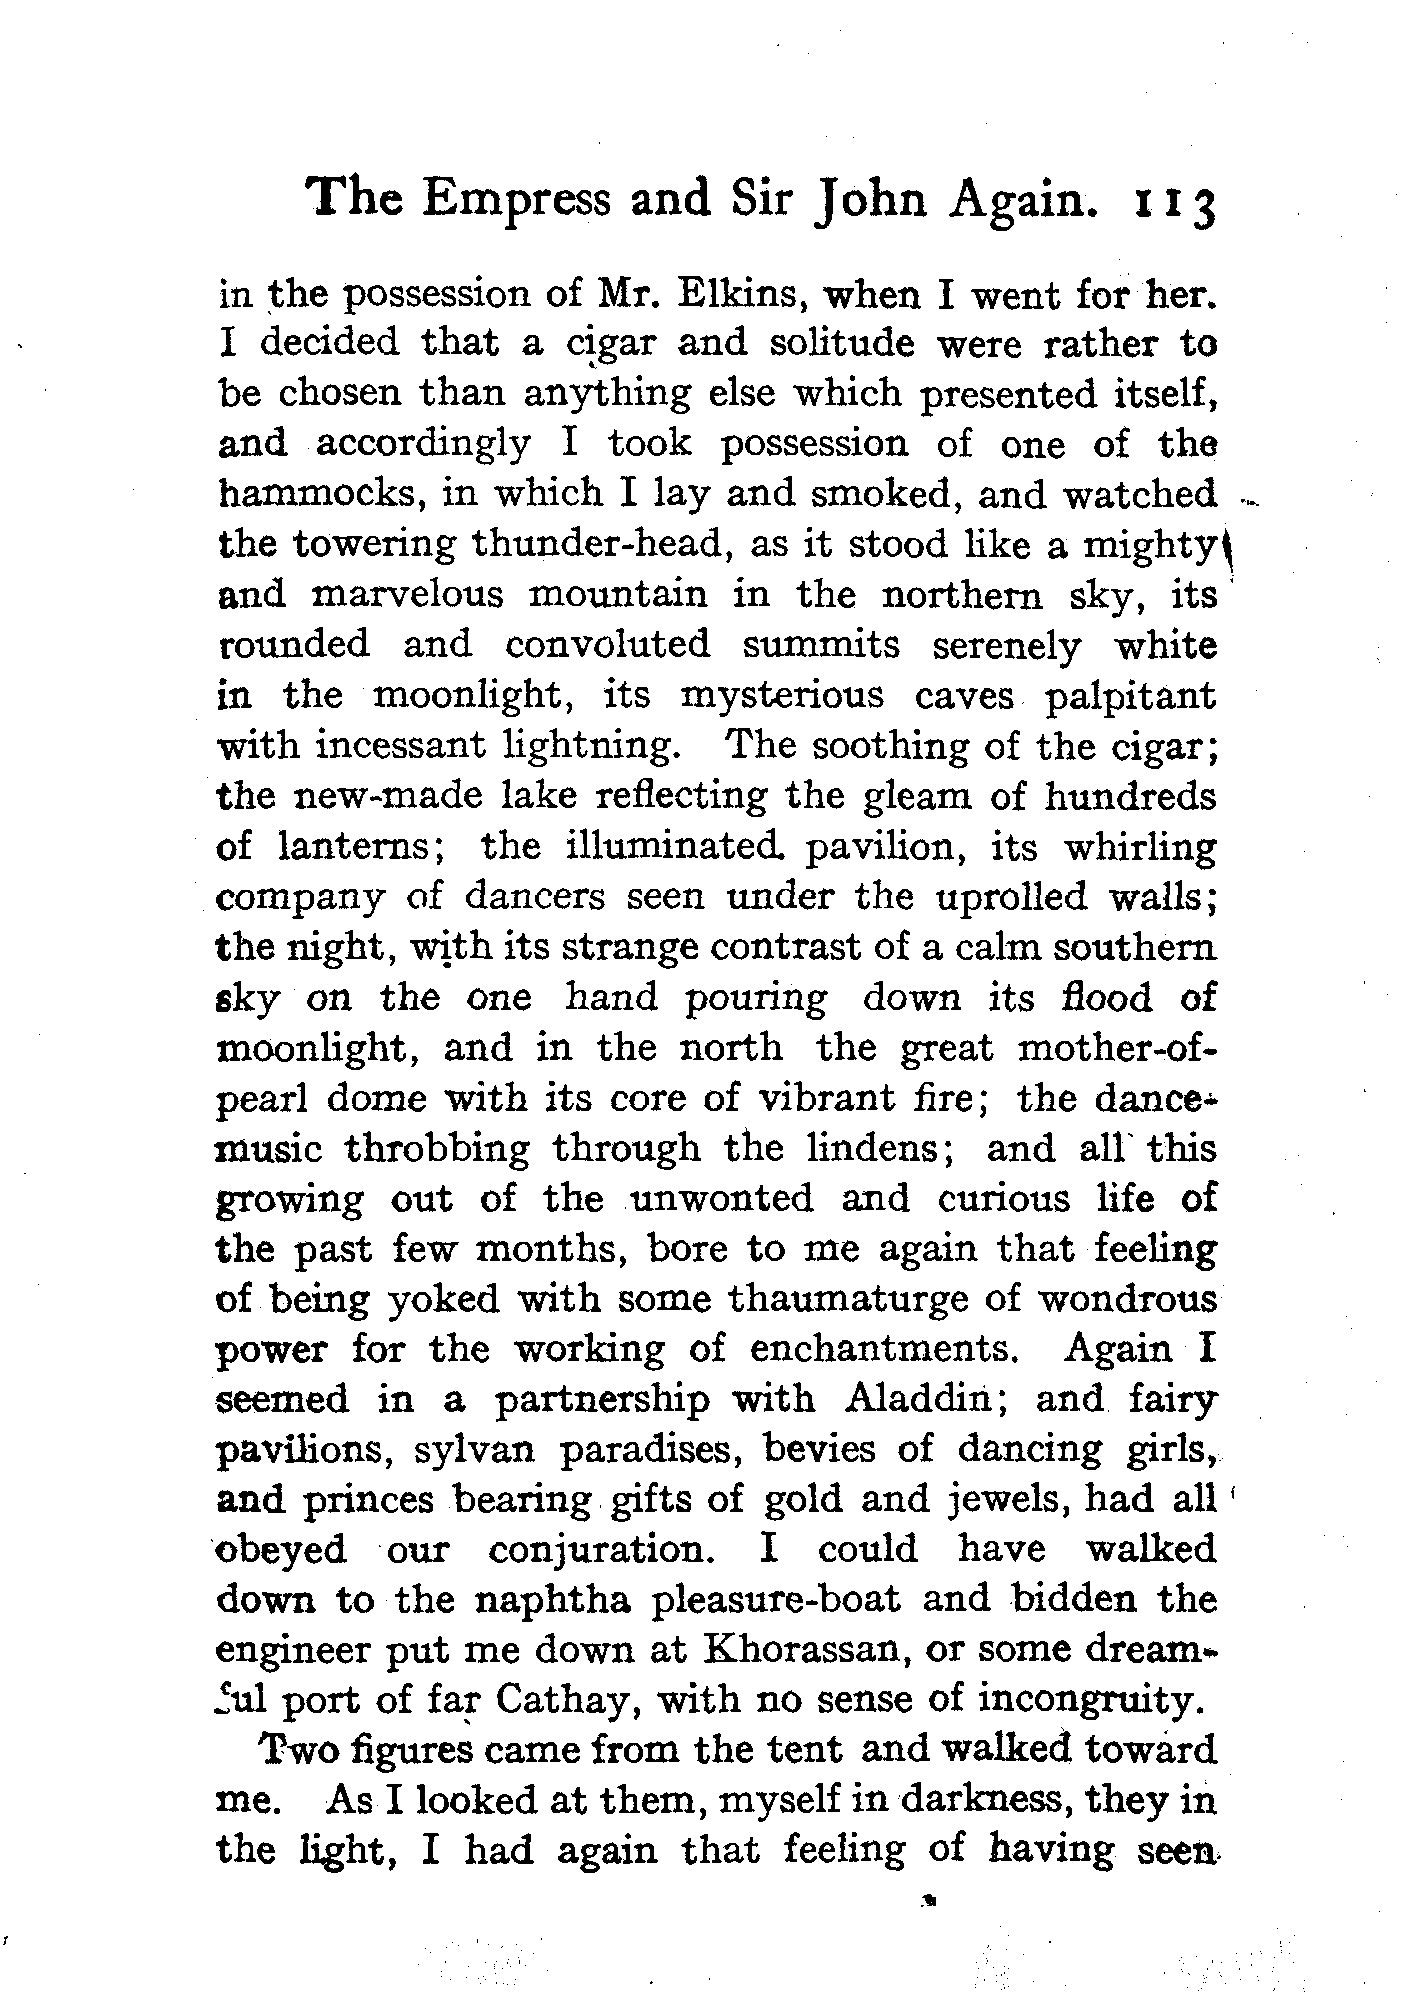 The Empress and Sir John Again. 113
in the possession of Mr. Elkins, when I went for her.
I decided that a cigar and solitude were rather to
be chosen than anything else which presented itself,
and accordingly I took possession of one of the
hammocks, in which I lay and smoked, and watched
the towering thunder-head, as it stood like a mighty
and marvelous mountain in the northern sky, its
rounded and convoluted summits serenely white
in the moonlight, its mysterious caves palpitant
with incessant lightning. The soothing of the cigar;
the new-made lake reflecting the gleam of hundreds
of lanterns; the illuminated pavilion, its whirling
company of dancers seen under the uprolled walls;
the night, with its strange contrast of a calm southern
sky on the one hand pouring down its flood of
moonlight, and in the north the great mother-of-
pearl dome with its core of vibrant fire; the dance-
music throbbing through the lindens; and all this
growing out of the unwonted and curious life of
the past few months, bore to me again that feeling
of being yoked with some thaumaturge of wondrous
power for the working of enchantments. Again I
seemed in a partnership with Aladdin; and fairy
pavilions, sylvan paradises, bevies of dancing girls,
and princes bearing gifts of gold and jewels, had all
obeyed our conjuration. I could have walked
down to the naphtha pleasure-boat and bidden the
engineer put me down at Khorassan, or some dream-
ful port of far Cathay, with no sense of incongruity.
Two figures came from the tent and walked toward
me. As I looked at them, myself in darkness, they in
the light, I had again that feeling of having seen